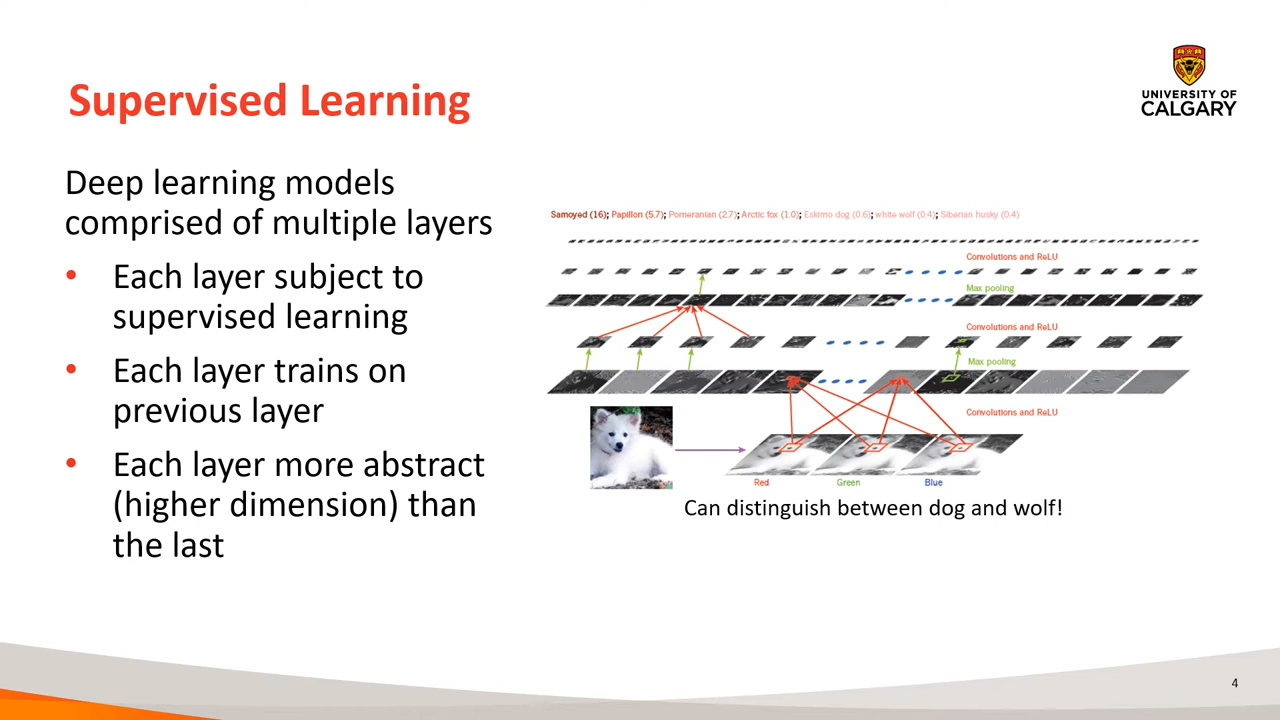 UNIVERSITY OF
CALGARY
Supervised Learning
Deep learning models
comprised of multiple layers
• Each layer subject to
supervised learning
• Each layer trains on
previous layer
• Each layer more abstract
(higher dimension) than
the last
Samoyed (16); Papillon (5.7); Pomeranian (2.7); Arctic fox (1.0); Eskimo dog (0.6); white wolf (0.4); Siberian husky (0.4)
Convolutions and ReLU
Max pooling
Convolutions and ReLU
Max pooling
Convolutions and ReLU
Red Green Blue
Can distinguish between dog and wolf!
4